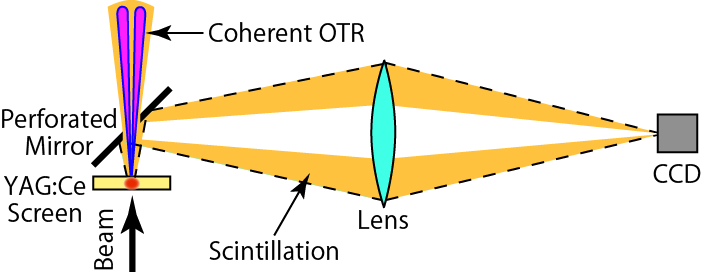 Coherent OTR
Perforated
Mirror
YAG:Ce
Screen
Beam
Scintillation
Lens
CCD